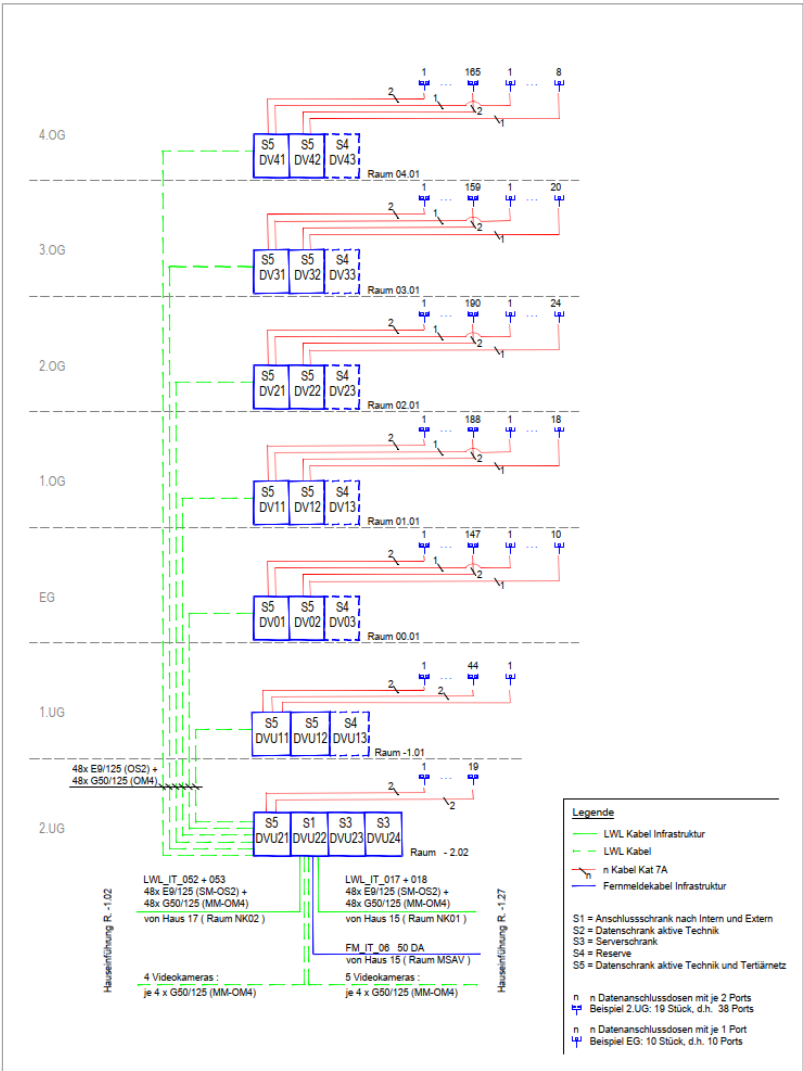 1 ... 165 1 ... 8
2
1
2
1
4.OG
S5 S5 S4
DV41 DV42 DV43
Raum 04.01
1 ... 159 1 ... 20
2
1
2
1
3.OG
S5 S5 S4
DV31 DV32 DV33
Raum 03.01
1 ... 190 1 ... 24
2
1
2
1
2.OG
S5 S5 S4
DV21 DV22 DV23
Raum 02.01
1 ... 188 1 ... 18
2
1
2
1
1.OG
S5 S5 S4
DV11 DV12 DV13
Raum 01.01
1 ... 147 1 ... 10
2
1
2
1
EG
S5 S5 S4
DV01 DV02 DV03
Raum 00.01
1 ... 44 1
2
2
1.UG
S5 S5 S4
DVU11 DVU12 DVU13
Raum -1.01
48x E9/125 (OS2) +
48x G50/125 (OM4)
1 ... 19
2
2
2.UG
S5 S1 S3 S3
DVU21 DVU22 DVU23 DVU24
Raum - 2.02
Hauseinführung R. -1.02
LWL_IT_052 + 053
48x E9/125 (SM-OS2) +
48x G50/125 (MM-OM4)
von Haus 17 ( Raum NK02 )
LWL_IT_017 + 018
48x E9/125 (SM-OS2) +
48x G50/125 (MM-OM4)
von Haus 15 ( Raum NK01 )
FM_IT_06 50 DA
von Haus 15 ( Raum MSAV )
4 Videokameras :
je 4 x G50/125 (MM-OM4)
5 Videokameras :
je 4 x G50/125 (MM-OM4)
Hauseinführung R. -1.27
Legende
LWL Kabel Infrastruktur
LWL Kabel
n n Kabel Kat 7A
Fernmeldekabel Infrastruktur
S1 = Anschlussschrank nach Intern und Extern
S2 = Datenschrank aktive Technik
S3 = Serverschrank
S4 = Reserve
S5 = Datenschrank aktive Technik und Tertiärnetz
n n Datenanschlussdosen mit je 2 Ports
Beispiel 2.UG: 19 Stück, d.h. 38 Ports
n n Datenanschlussdosen mit je 1 Port
Beispiel EG: 10 Stück, d.h. 10 Ports